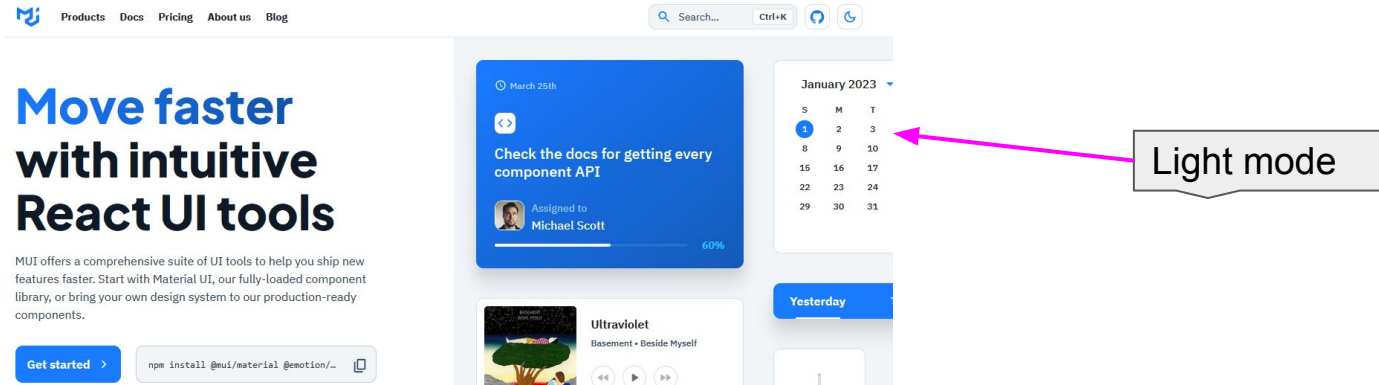 Products Docs Pricing About us Blog
Search... Ctrl+K
Move faster
with intuitive
React UI tools
MUI offers a comprehensive suite of UI tools to help you ship new
features faster. Start with Material UI, our fully-loaded component
library, or bring your own design system to our production-ready
components.
Get started
npm install @mui/material @emotion/…
March 25th
Check the docs for getting every
component API
Assigned to
Michael Scott
60%
Ultraviolet
Basement • Beside Myself
January 2023
S M T
1 2 3
8 9 10
15 16 17
22 23 24
29 30 31
Yesterday
Light mode